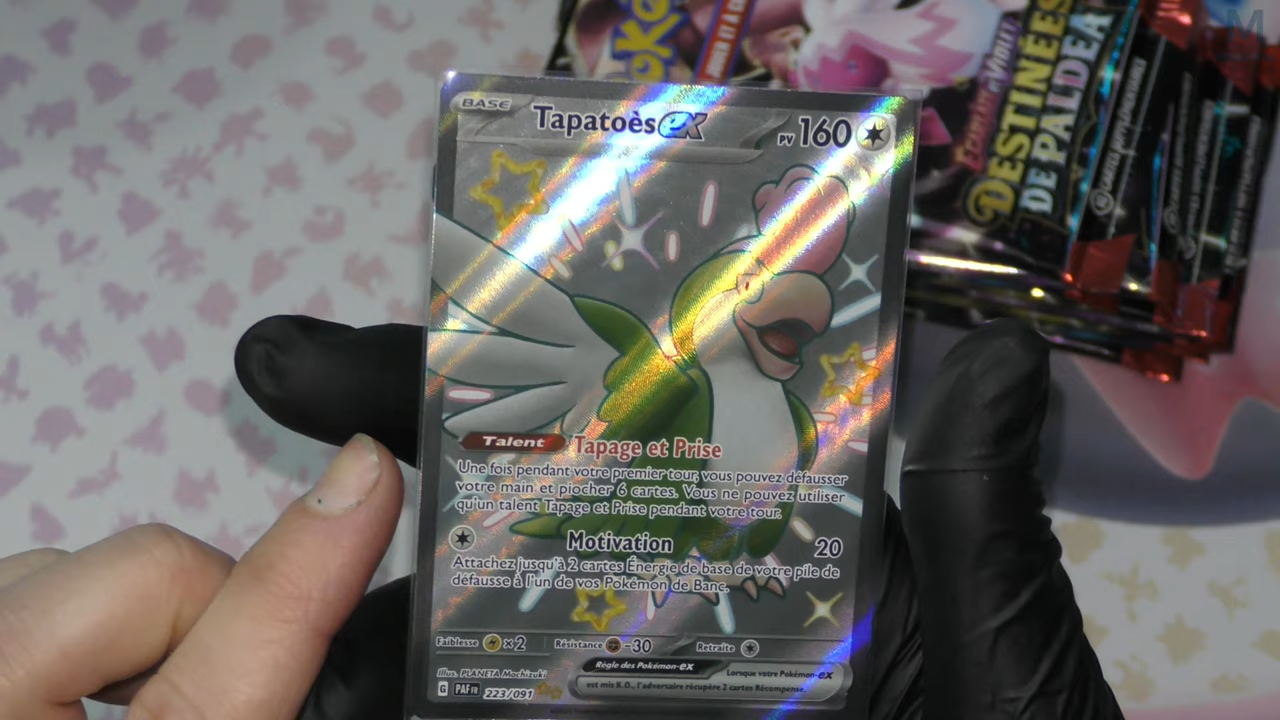 M
BASE
Tapatoès ex
PV 160
Talent Tapage et Prise
Une fois pendant votre premier tour, vous pouvez défausser
votre main et piocher 6 cartes. Vous ne pouvez utiliser
qu'un talent Tapage et Prise pendant votre tour.
Motivation 20
Attachez jusqu'à 2 cartes Énergie de base de votre pile de
défausse à l'un de vos Pokémon de Banc.
Faiblesse ×2 Résistance -30 Retraite
Règle des Pokémon-ex Lorsque votre Pokémon-ex
est mis K.O., l'adversaire récupère 2 cartes Récompense.
Illus. PLANETA Mochizuki
G PAF FR 223/091
Écarlate et Violet
DESTINÉES
DE PALDEA